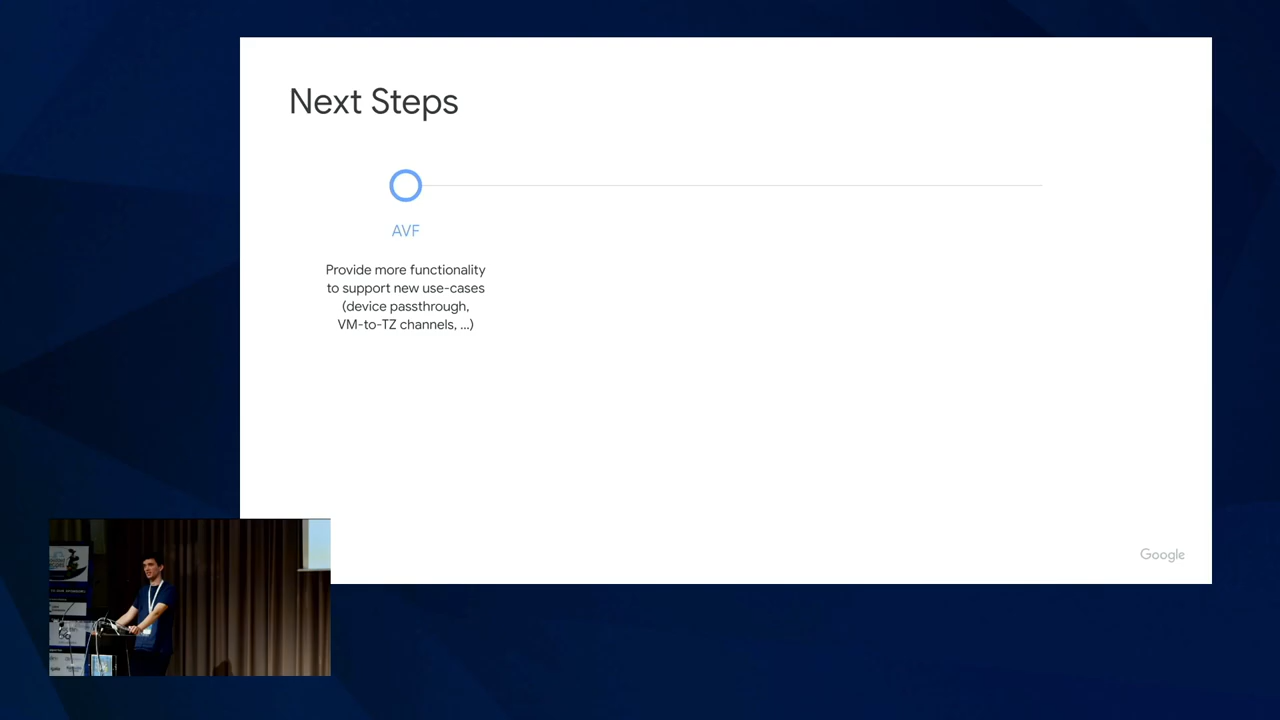 Next Steps
AVF
Provide more functionality
to support new use-cases
(device passthrough,
VM-to-TZ channels, ...)
Google